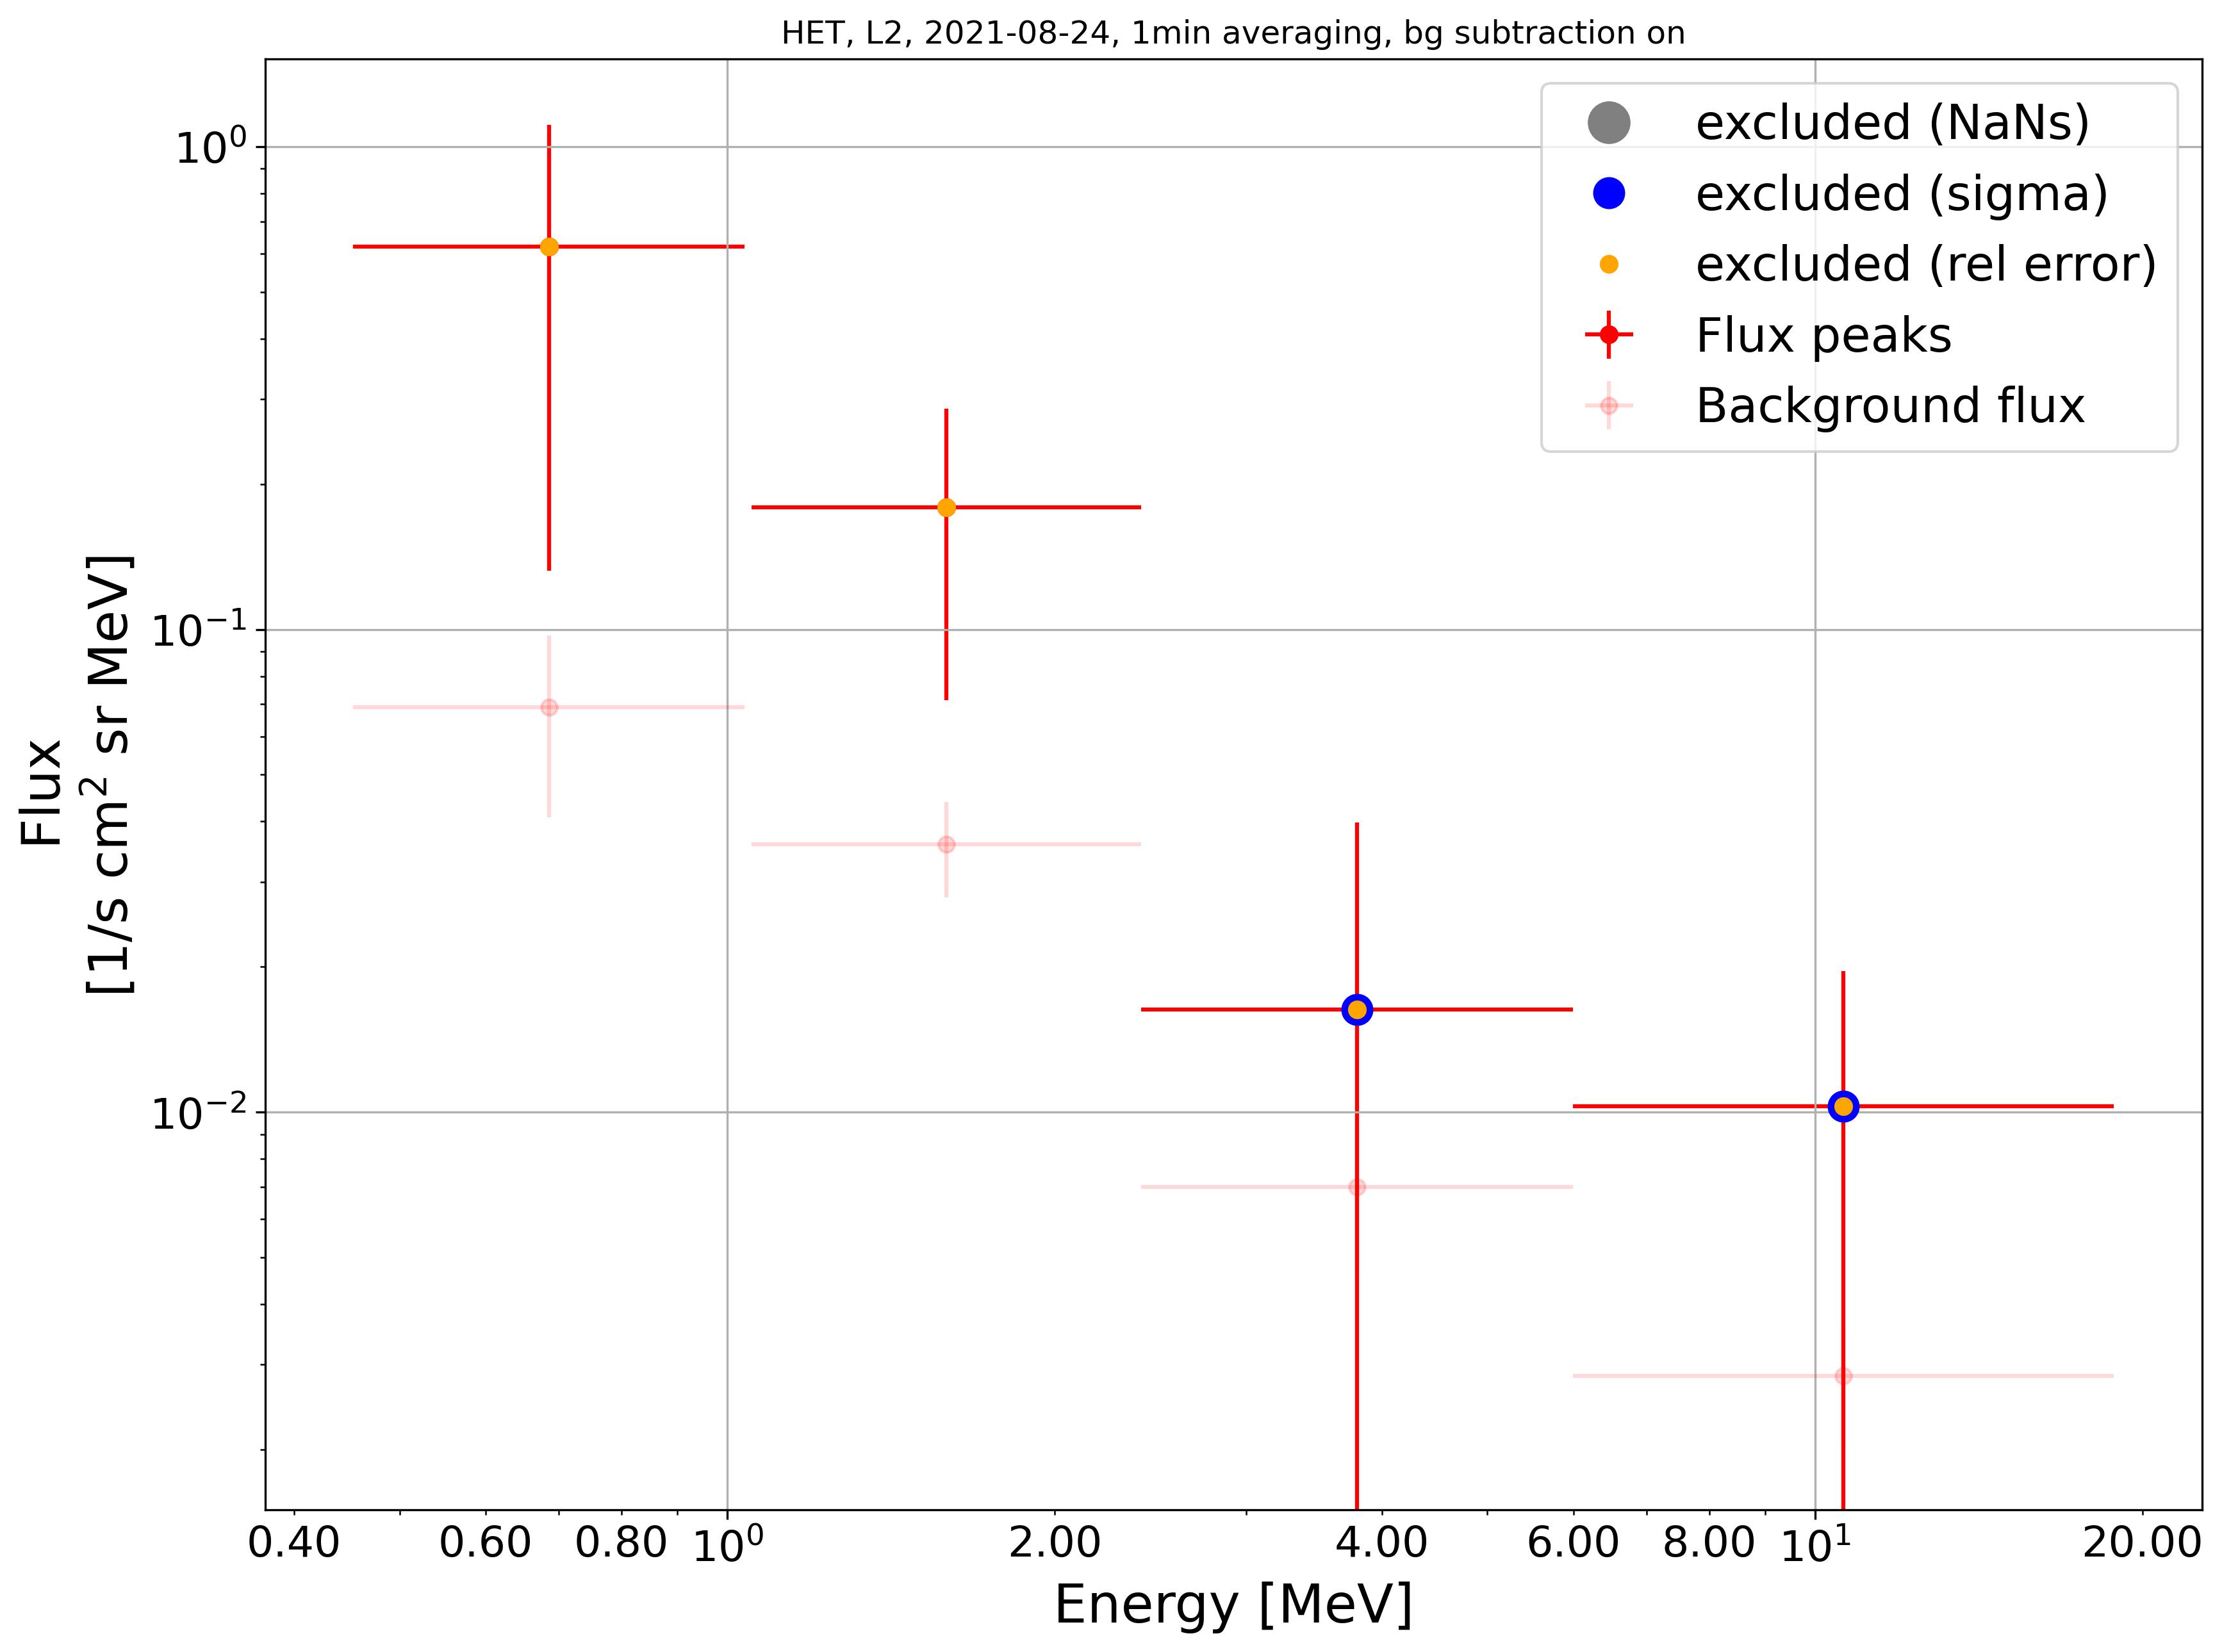 HET, L2, 2021-08-24, 1min averaging, bg subtraction on
excluded (NaNs)
excluded (sigma)
excluded (rel error)
Flux peaks
Background flux
10⁰
10⁻¹
10⁻²
Flux
[1/s cm² sr MeV]
0.40 0.60 0.80 10⁰ 2.00 4.00 6.00 8.00 10¹ 20.00
Energy [MeV]